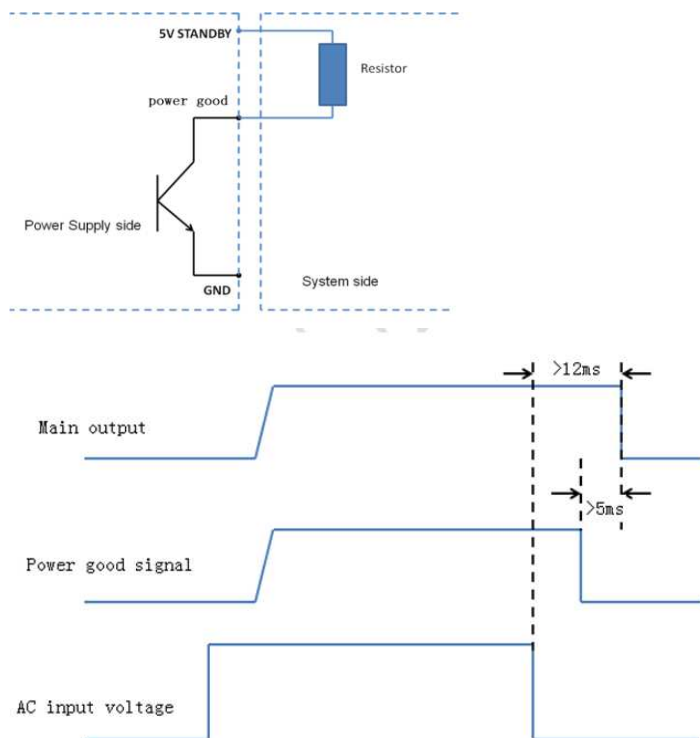 5V STANDBY
Resistor
power good
Power Supply side
System side
GND
>12ms
Main output
>5ms
Power good signal
AC input voltage